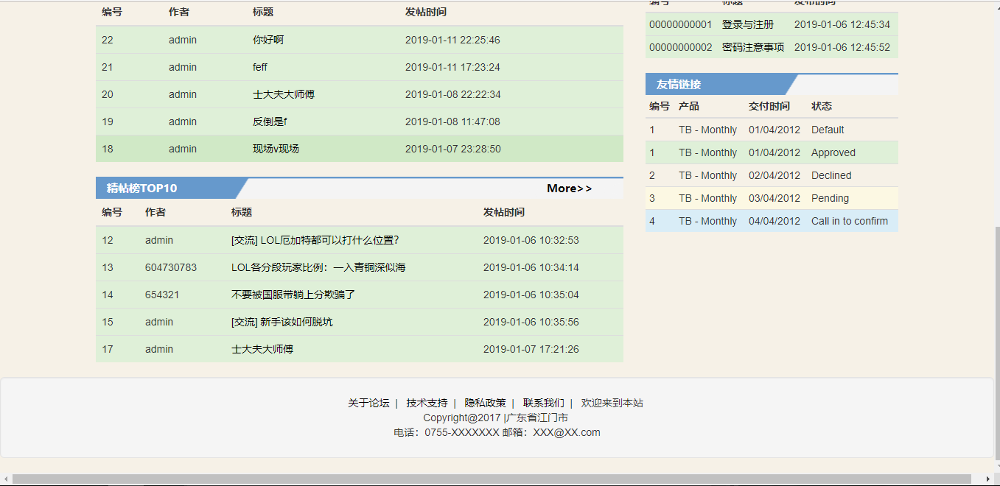 编号 作者 标题 发帖时间
22 admin 你好啊 2019-01-11 22:25:46
21 admin feff 2019-01-11 17:23:24
20 admin 士大夫大师傅 2019-01-08 22:22:34
19 admin 反倒是f 2019-01-08 11:47:08
18 admin 现场v现场 2019-01-07 23:28:50
精帖榜TOP10 More>>
编号 作者 标题 发帖时间
12 admin [交流] LOL厄加特都可以打什么位置？ 2019-01-06 10:32:53
13 604730783 LOL各分段玩家比例：一入青铜深似海 2019-01-06 10:34:14
14 654321 不要被国服带躺上分欺骗了 2019-01-06 10:35:04
15 admin [交流] 新手该如何脱坑 2019-01-06 10:35:56
17 admin 士大夫大师傅 2019-01-07 17:21:26
编号 标题 发布时间
00000000001 登录与注册 2019-01-06 12:45:34
00000000002 密码注意事项 2019-01-06 12:45:52
友情链接
编号 产品 交付时间 状态
1 TB - Monthly 01/04/2012 Default
1 TB - Monthly 01/04/2012 Approved
2 TB - Monthly 02/04/2012 Declined
3 TB - Monthly 03/04/2012 Pending
4 TB - Monthly 04/04/2012 Call in to confirm
关于论坛 | 技术支持 | 隐私政策 | 联系我们 | 欢迎来到本站
Copyright@2017 |广东省江门市
电话：0755-XXXXXXX 邮箱：XXX@XX.com